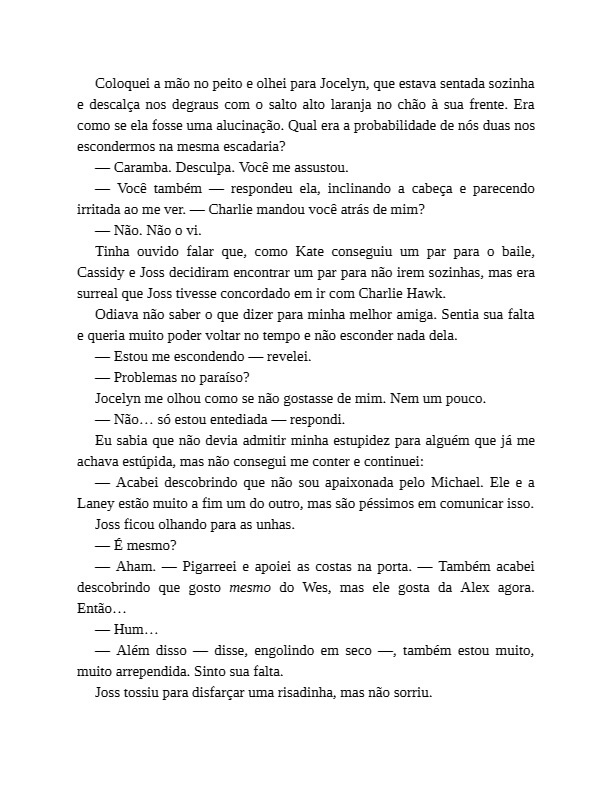 Coloquei a mão no peito e olhei para Jocelyn, que estava sentada sozinha
e descalça nos degraus com o salto alto laranja no chão à sua frente. Era
como se ela fosse uma alucinação. Qual era a probabilidade de nós duas nos
escondermos na mesma escadaria?
— Caramba. Desculpa. Você me assustou.
— Você também — respondeu ela, inclinando a cabeça e parecendo
irritada ao me ver. — Charlie mandou você atrás de mim?
— Não. Não o vi.
Tinha ouvido falar que, como Kate conseguiu um par para o baile,
Cassidy e Joss decidiram encontrar um par para não irem sozinhas, mas era
surreal que Joss tivesse concordado em ir com Charlie Hawk.
Odiava não saber o que dizer para minha melhor amiga. Sentia sua falta
e queria muito poder voltar no tempo e não esconder nada dela.
— Estou me escondendo — revelei.
— Problemas no paraíso?
Jocelyn me olhou como se não gostasse de mim. Nem um pouco.
— Não… só estou entediada — respondi.
Eu sabia que não devia admitir minha estupidez para alguém que já me
achava estúpida, mas não consegui me conter e continuei:
— Acabei descobrindo que não sou apaixonada pelo Michael. Ele e a
Laney estão muito a fim um do outro, mas são péssimos em comunicar isso.
Joss ficou olhando para as unhas.
— É mesmo?
— Aham. — Pigarreei e apoiei as costas na porta. — Também acabei
descobrindo que gosto mesmo do Wes, mas ele gosta da Alex agora.
Então…
— Hum…
— Além disso — disse, engolindo em seco —, também estou muito,
muito arrependida. Sinto sua falta.
Joss tossiu para disfarçar uma risadinha, mas não sorriu.